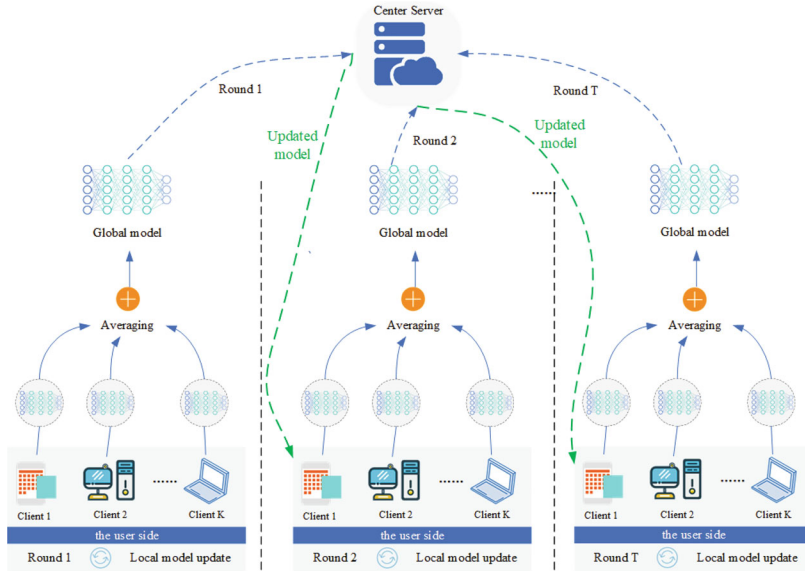 Center Server
Round 1
Round T
Updated
model
Round 2
Updated
model
......
Global model
Global model
Global model
Averaging
Averaging
Averaging
......
......
......
Client 1
Client 2
Client K
Client 1
Client 2
Client K
Client 1
Client 2
Client K
the user side
the user side
the user side
Round 1 Local model update
Round 2 Local model update
Round T Local model update